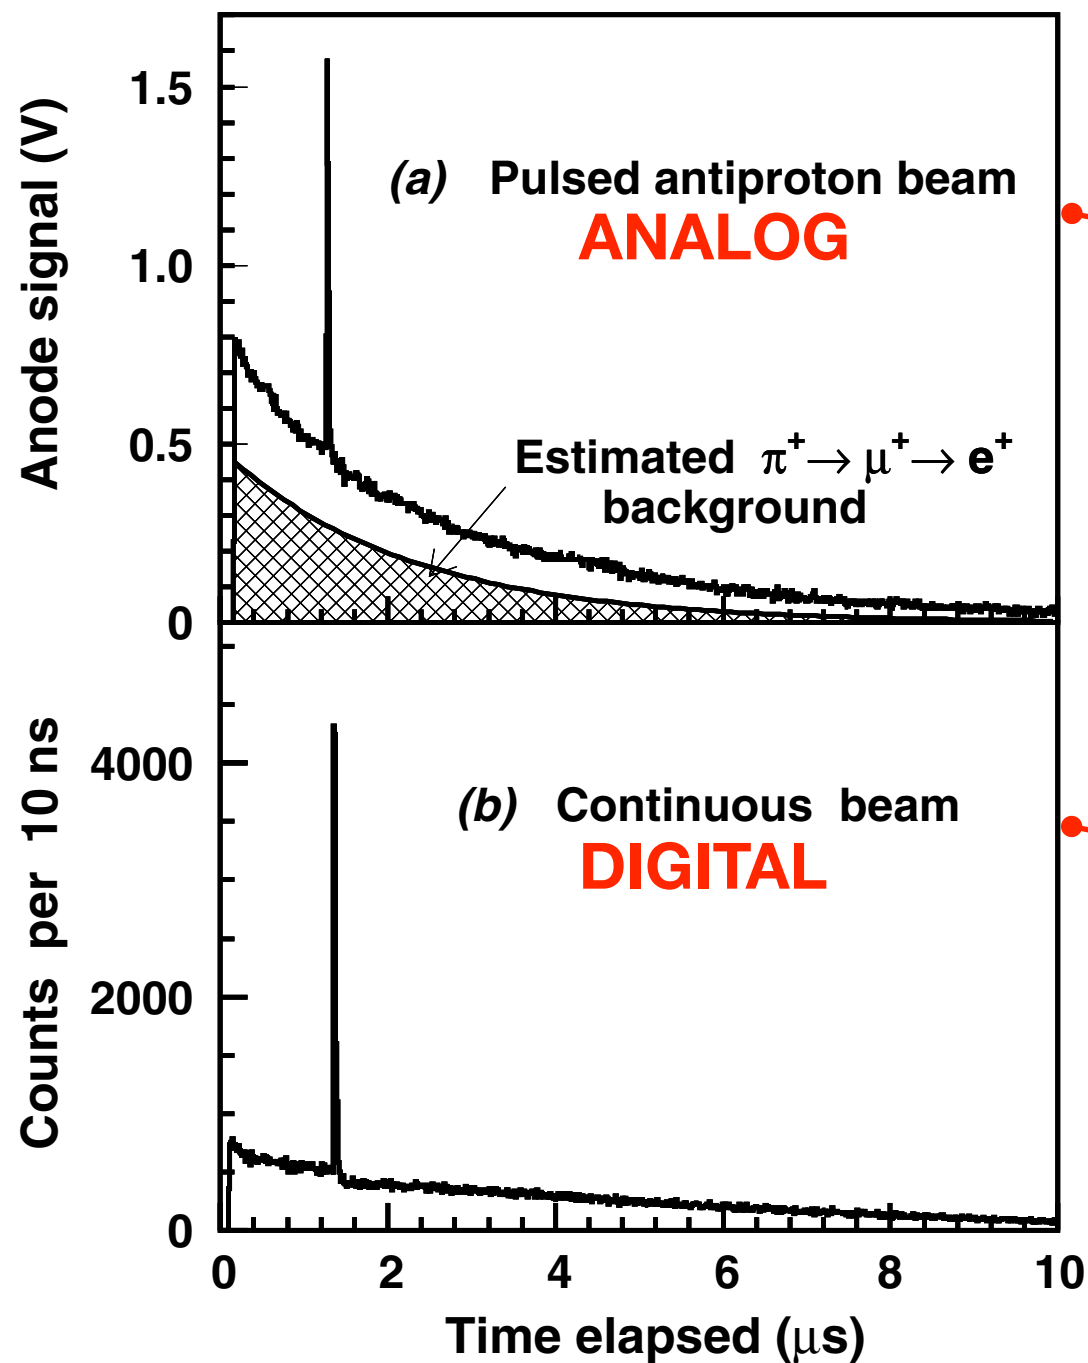 Anode signal (V)
1.5
1.0
0.5
0
(a) Pulsed antiproton beam
ANALOG
Estimated π⁺→ μ⁺→ e⁺
background
Counts per 10 ns
4000
2000
0
(b) Continuous beam
DIGITAL
0 2 4 6 8 10
Time elapsed (μs)